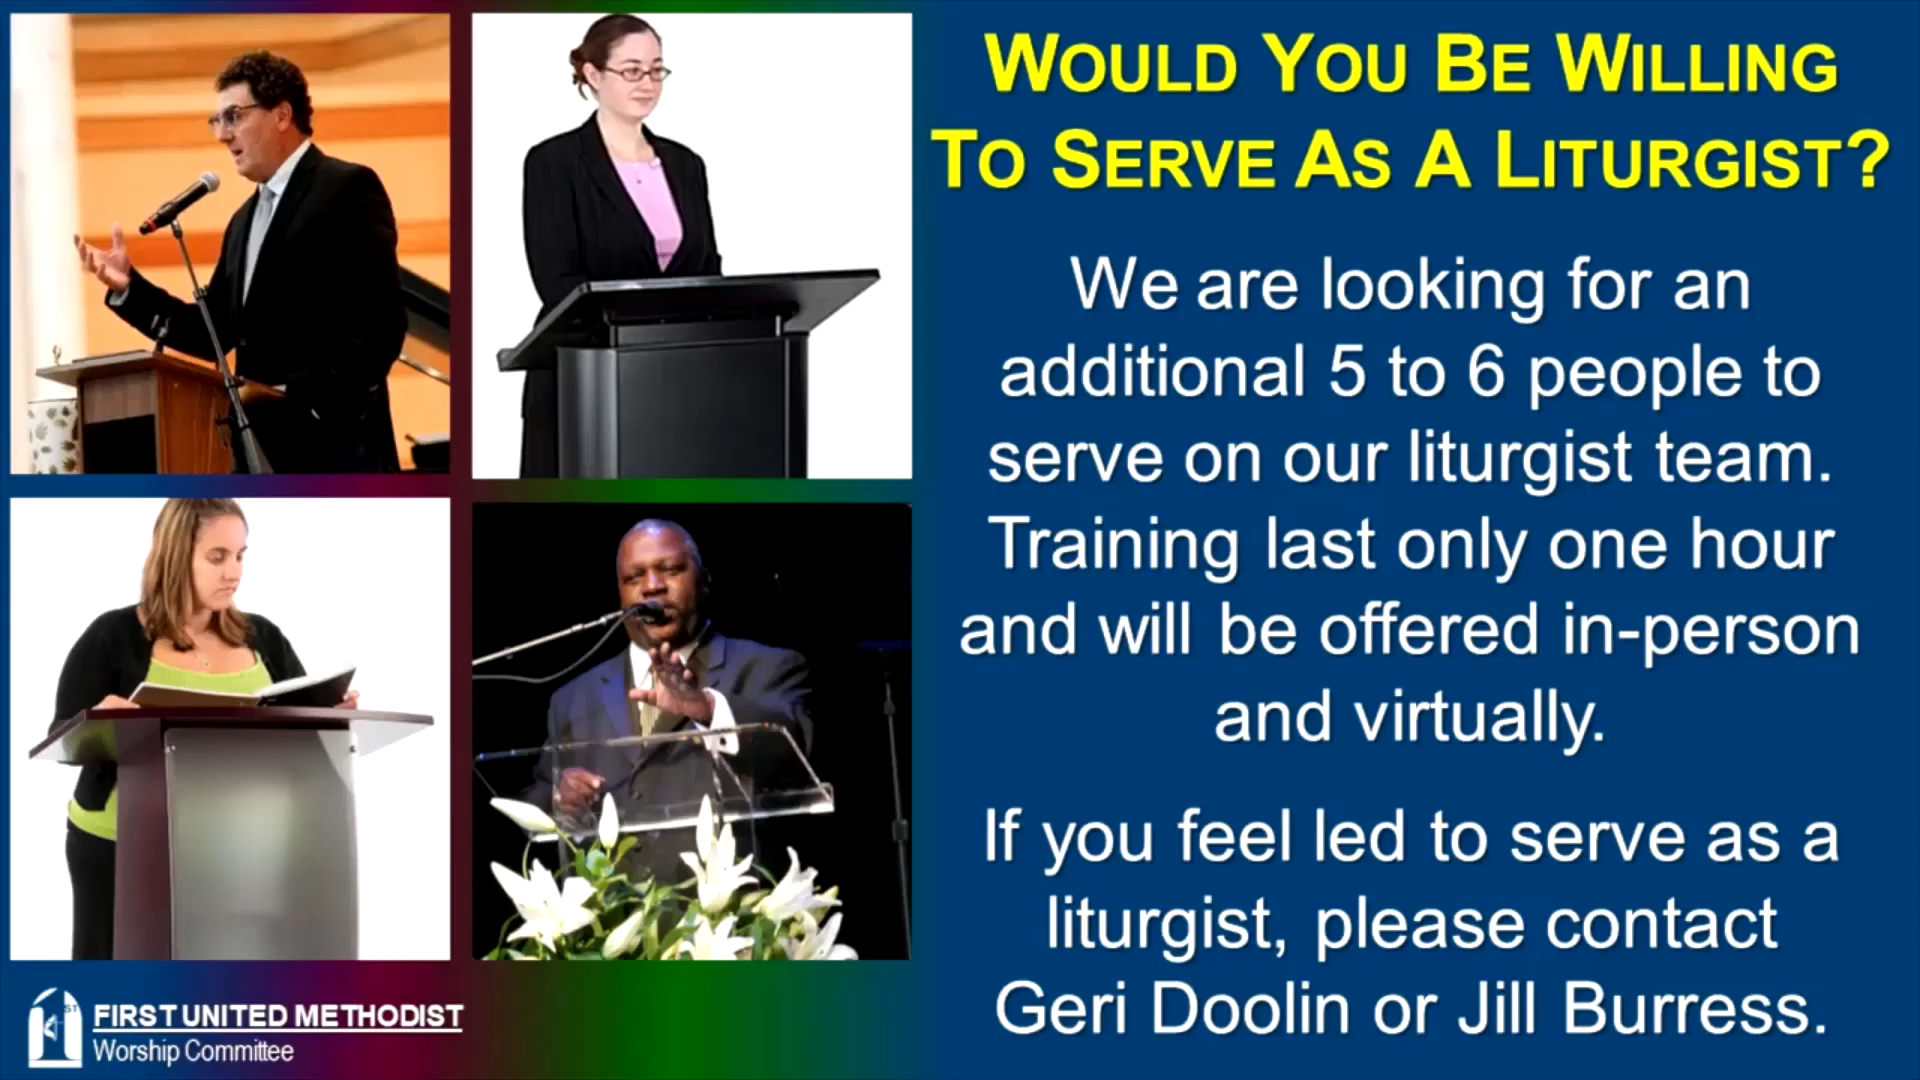 WOULD YOU BE WILLING
TO SERVE AS A LITURGIST?
We are looking for an
additional 5 to 6 people to
serve on our liturgist team.
Training last only one hour
and will be offered in-person
and virtually.
If you feel led to serve as a
liturgist, please contact
Geri Doolin or Jill Burress.
1ST
FIRST UNITED METHODIST
Worship Committee